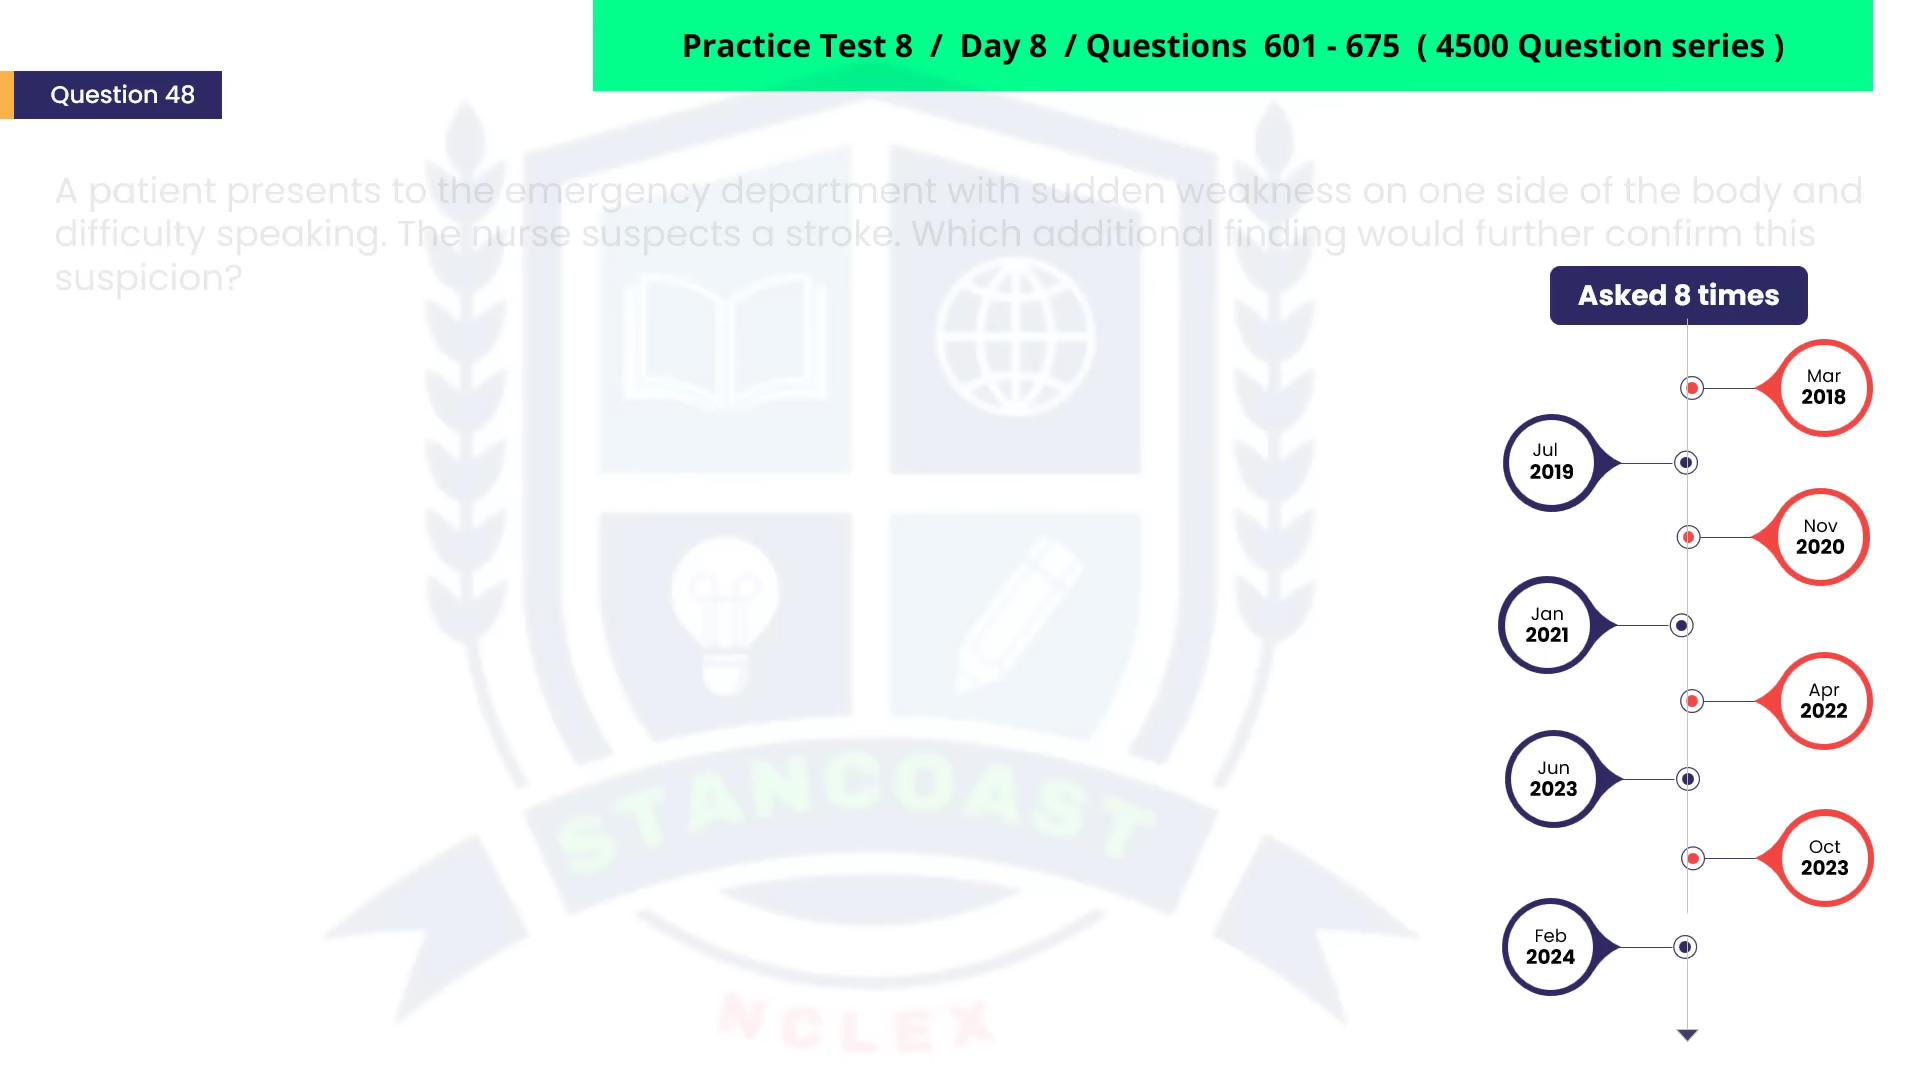 Practice Test 8 / Day 8 / Questions 601 - 675 ( 4500 Question series )
Question 48
A patient presents to the emergency department with sudden weakness on one side of the body and
difficulty speaking. The nurse suspects a stroke. Which additional finding would further confirm this
suspicion?
Asked 8 times
Mar
2018
Jul
2019
Nov
2020
Jan
2021
Apr
2022
Jun
2023
Oct
2023
Feb
2024
STANCOAST
NCLEX